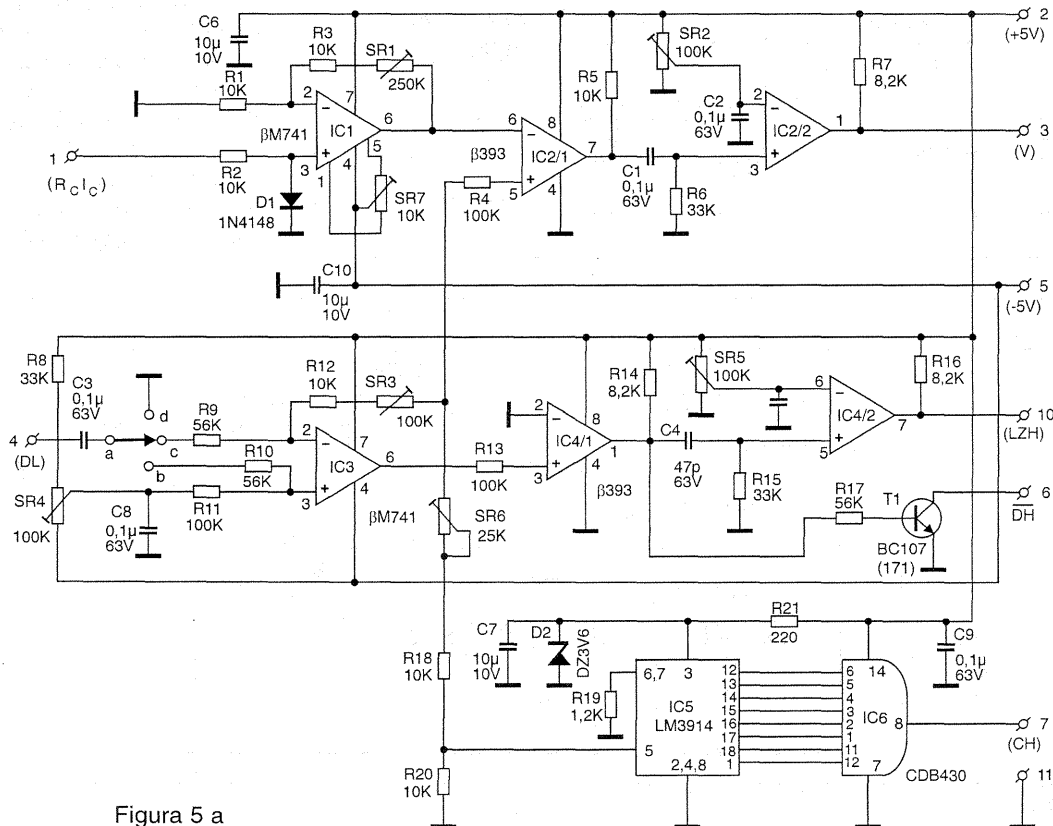 C6
10µ
10V
R3
10K
SR1
250K
R1
10K
2
7
βM741
IC1
6
5
4
3
1
1
(RCIC)
R2
10K
D1
1N4148
SR7
10K
6
8
β393
IC2/1
7
R4
100K
5
4
R5
10K
C1
0,1µ
63V
R6
33K
SR2
100K
C2
0,1µ
63V
2
IC2/2
1
3
R7
8,2K
2
(+5V)
3
(V)
C10
10µ
10V
5
(-5V)
R8
33K
C3
0,1µ
63V
4
(DL)
a
d
c
b
R9
56K
R10
56K
R11
100K
SR4
100K
C8
0,1µ
63V
R12
10K
SR3
100K
2
7
IC3
6
3
4
βM741
SR6
25K
R13
100K
2
8
IC4/1
1
3
4
β393
R14
8,2K
C4
47p
63V
SR5
100K
R15
33K
6
IC4/2
7
5
R16
8,2K
10
(LZH)
R17
56K
T1
BC107
(171)
6
DH
R18
10K
R20
10K
C7
10µ
10V
D2
DZ3V6
R19
1,2K
R21
220
C9
0,1µ
63V
6,7
3
IC5
LM3914
5
2,4,8
12
13
14
15
16
17
18
1
6
5
4
3
2
1
11
12
14
IC6
8
7
CDB430
7
(CH)
11
Figura 5 a